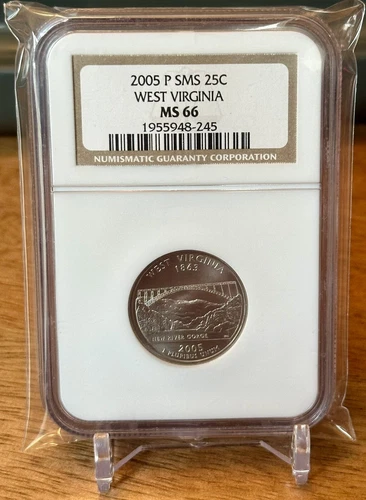 2005 P SMS 25C
WEST VIRGINIA
MS 66
1955948-245
NUMISMATIC GUARANTY CORPORATION
WEST VIRGINIA
1863
NEW RIVER GORGE
2005
E PLURIBUS UNUM